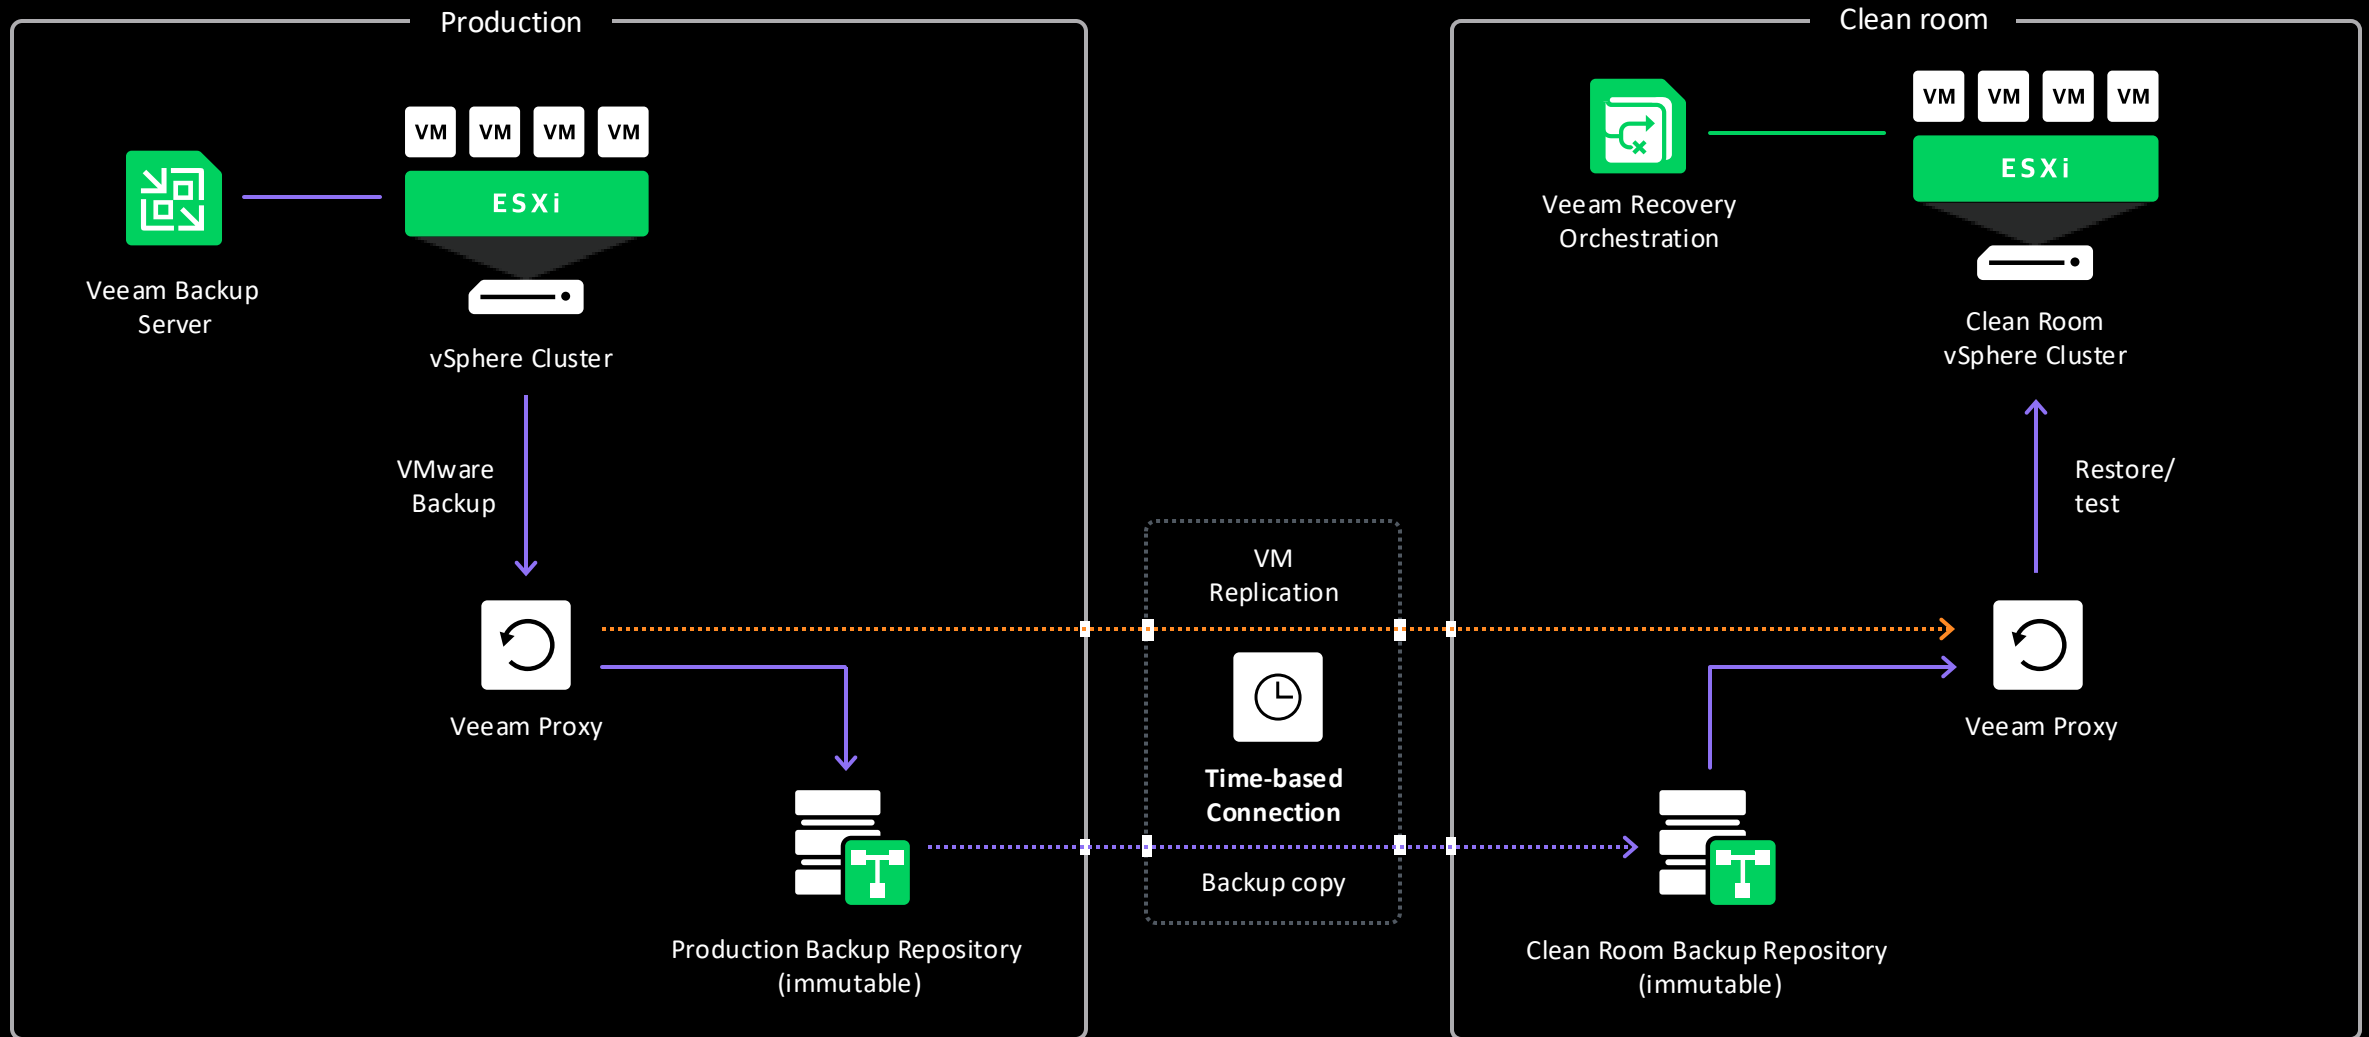 Production
VM VM VM VM
ESXi
Veeam Backup
Server
vSphere Cluster
VMware
Backup
Veeam Proxy
Production Backup Repository
(immutable)
VM
Replication
Time-based
Connection
Backup copy
Clean room
VM VM VM VM
ESXi
Veeam Recovery
Orchestration
Clean Room
vSphere Cluster
Restore/
test
Veeam Proxy
Clean Room Backup Repository
(immutable)